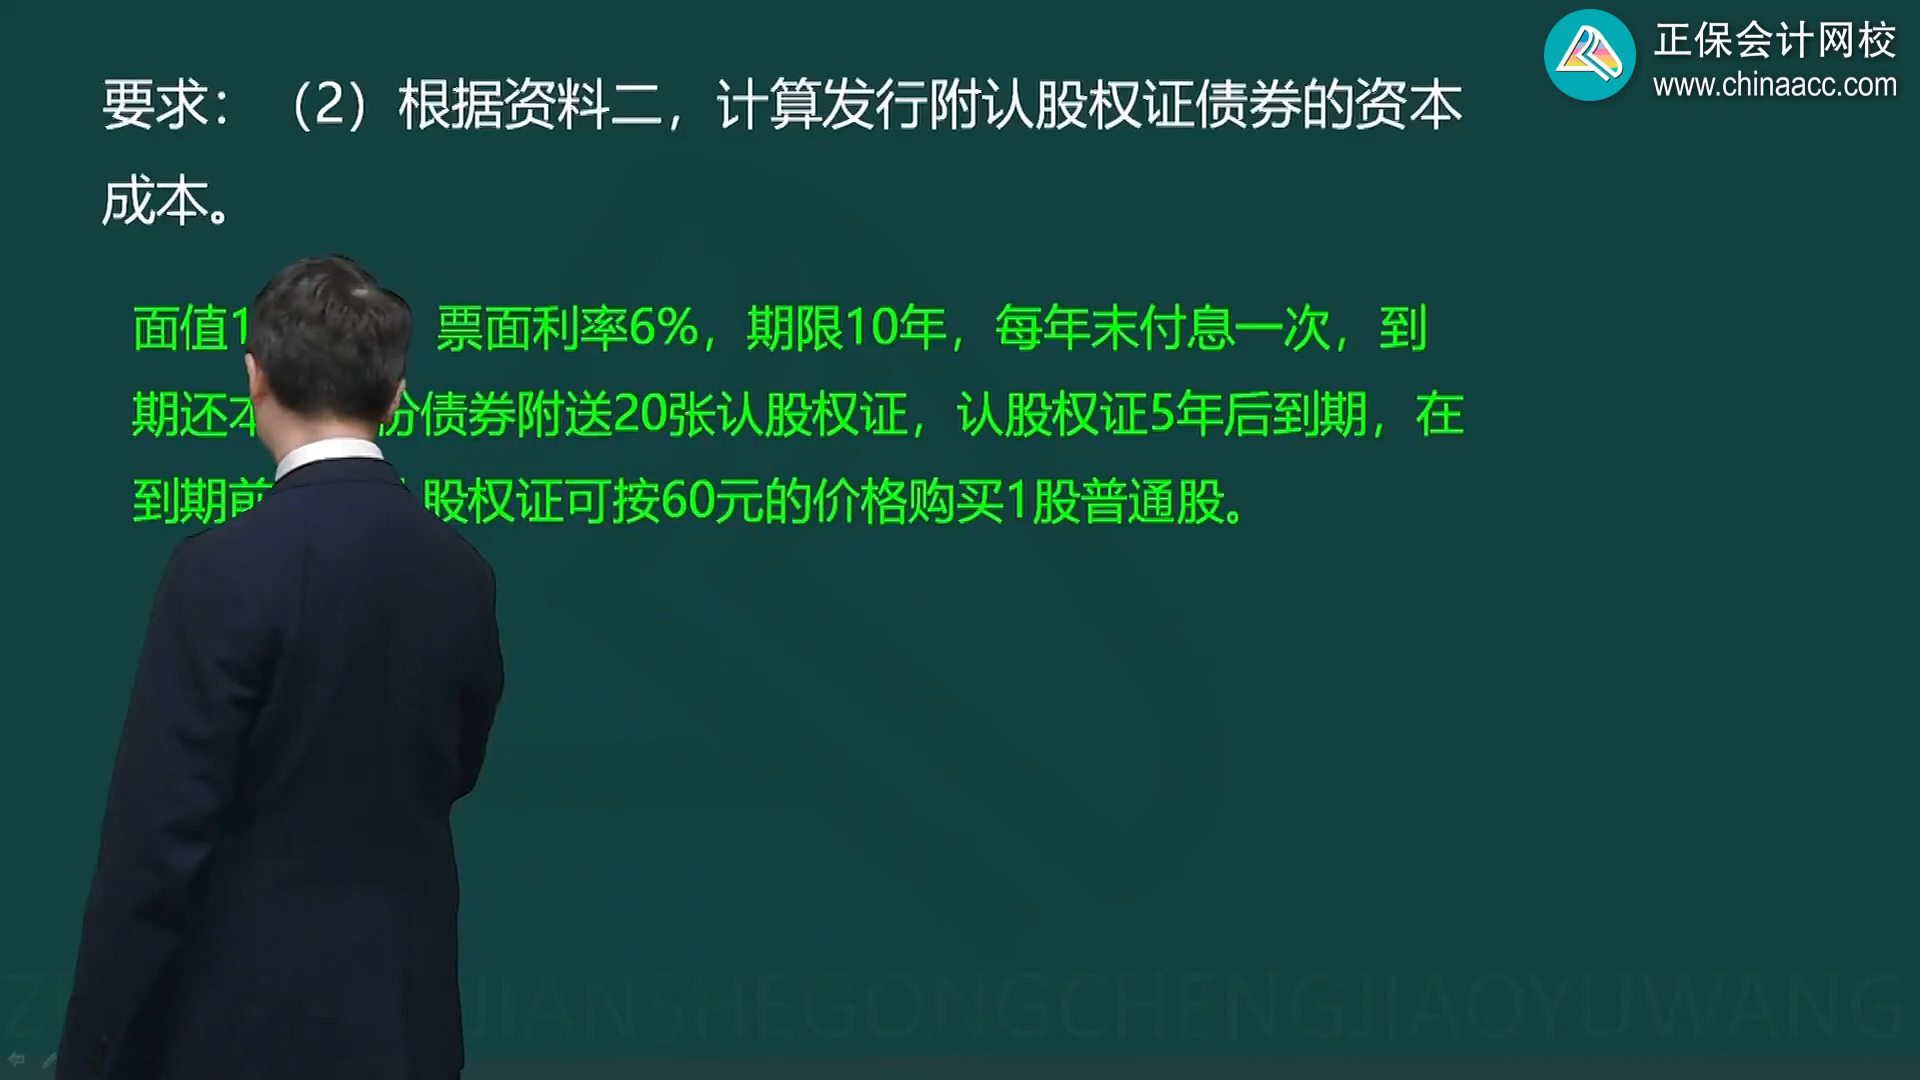 正保会计网校
www.chinaacc.com
要求：（2）根据资料二，计算发行附认股权证债券的资本
成本。
面值1 票面利率6%，期限10年，每年末付息一次，到
期还本 份债券附送20张认股权证，认股权证5年后到期，在
到期前 股权证可按60元的价格购买1股普通股。
JIANSHEGONGCHENGJIAOYUWANG